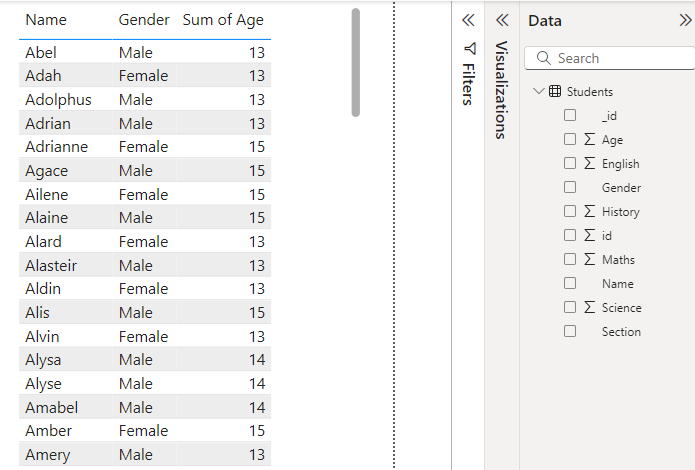 Name Gender Sum of Age
Abel Male 13
Adah Female 13
Adolphus Male 13
Adrian Male 13
Adrianne Female 15
Agace Male 15
Ailene Female 15
Alaine Male 15
Alard Female 13
Alasteir Male 13
Aldin Female 13
Alis Male 15
Alvin Female 13
Alysa Male 14
Alyse Male 14
Amabel Male 14
Amber Female 15
Amery Male 13
Filters
Visualizations
Data
Search
Students
_id
Age
English
Gender
History
id
Maths
Name
Science
Section